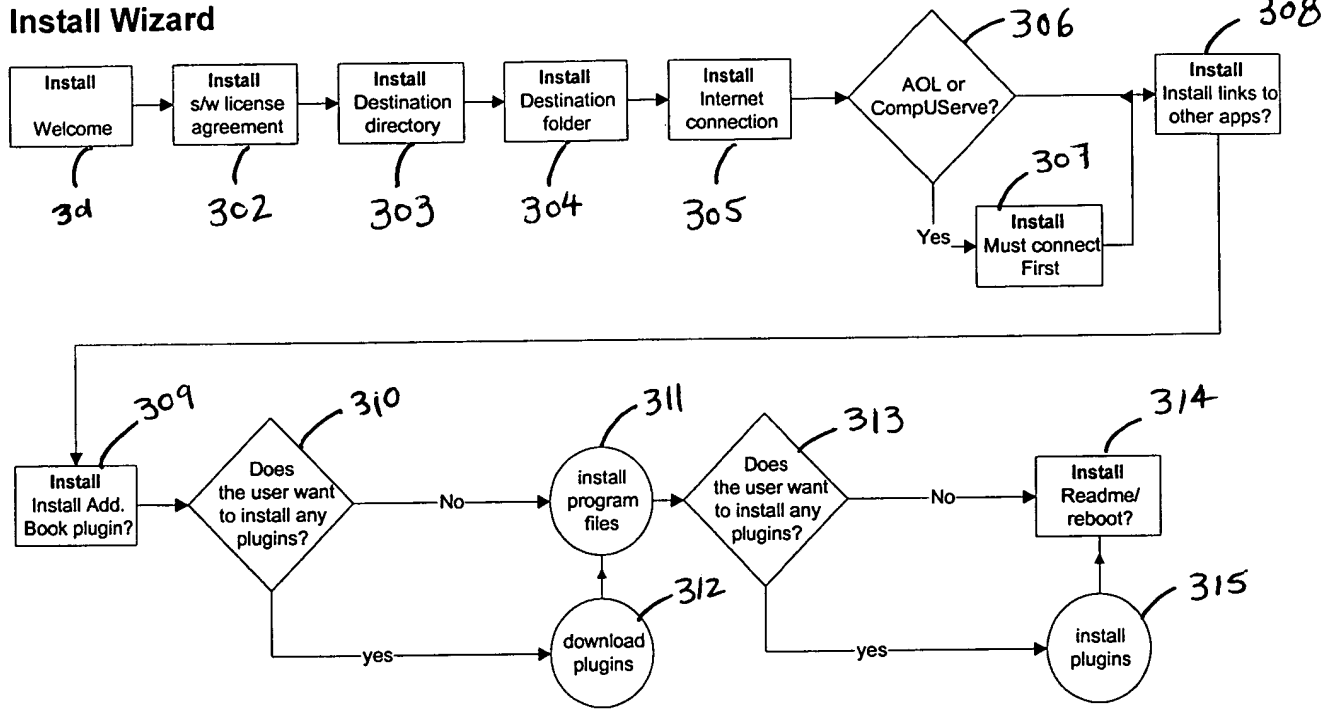 Install Wizard
306
308
Install
Welcome
Install
s/w license
agreement
Install
Destination
directory
Install
Destination
folder
Install
Internet
connection
AOL or
CompUServe?
Install
Install links to
other apps?
302
303
304
305
307
Yes
Install
Must connect
First
309
310
311
313
314
Install
Install Add.
Book plugin?
Does
the user want
to install any
plugins?
No
install
program
files
Does
the user want
to install any
plugins?
No
Install
Readme/
reboot?
312
315
yes
download
plugins
yes
install
plugins